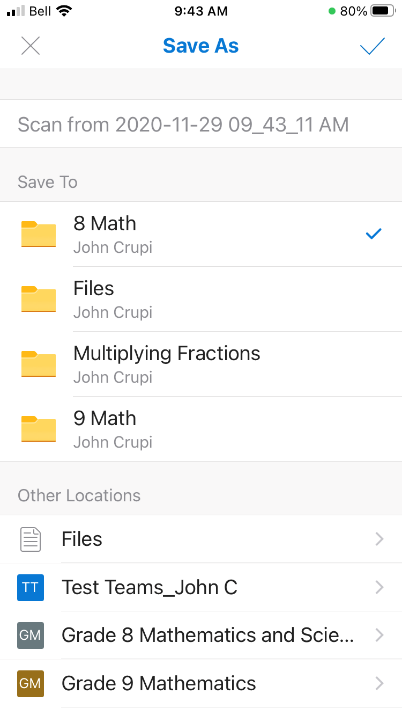 Bell 9:43 AM 80%
Save As
Scan from 2020-11-29 09_43_11 AM
Save To
8 Math
John Crupi
Files
John Crupi
Multiplying Fractions
John Crupi
9 Math
John Crupi
Other Locations
Files
TT Test Teams_John C
GM Grade 8 Mathematics and Scie...
GM Grade 9 Mathematics